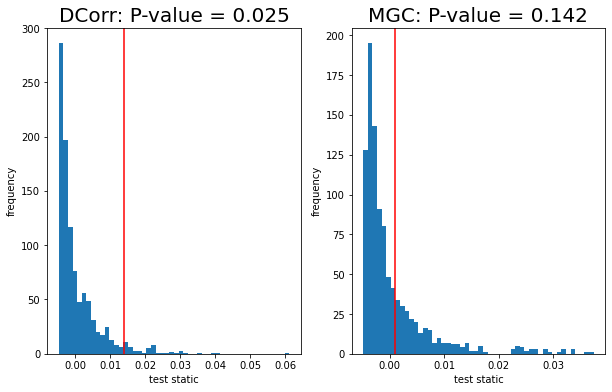 DCorr: P-value = 0.025
300
250
200
150
100
50
0
frequency
0.00 0.01 0.02 0.03 0.04 0.05 0.06
test static
MGC: P-value = 0.142
200
175
150
125
100
75
50
25
0
frequency
0.00 0.01 0.02 0.03
test static